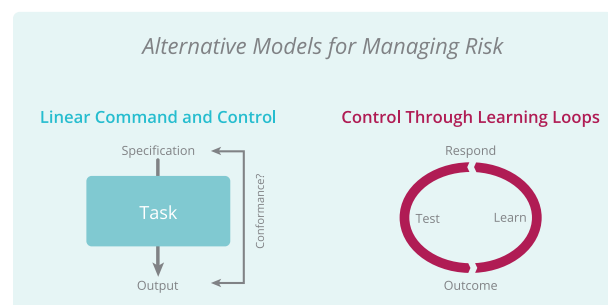 Alternative Models for Managing Risk
Linear Command and Control
Specification
Task
Conformance?
Output
Control Through Learning Loops
Respond
Test
Learn
Outcome